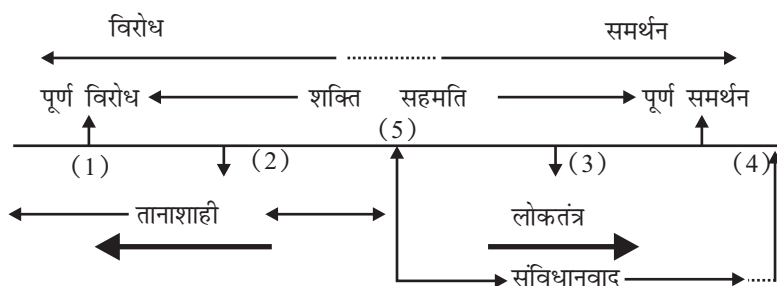 विरोध समर्थन
पूर्ण विरोध शक्ति सहमति पूर्ण समर्थन
(5)
(1) (2) (3) (4)
तानाशाही लोकतंत्र
संविधानवाद